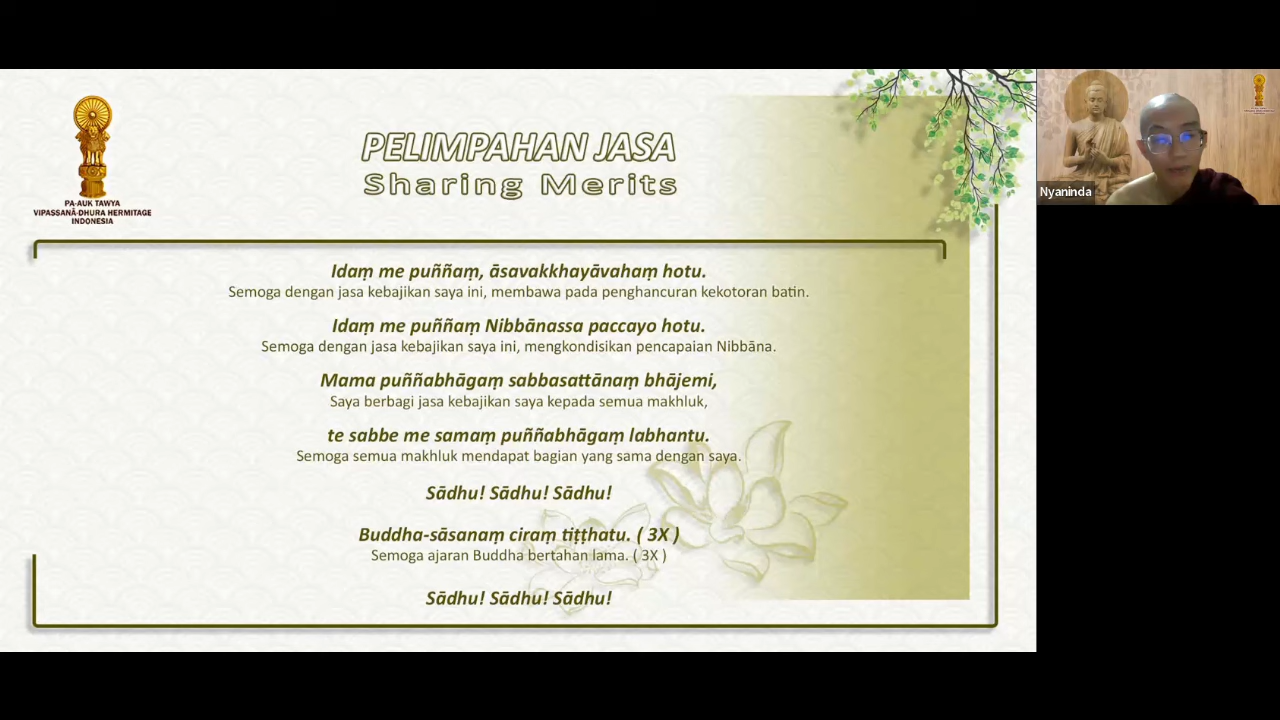 PELIMPAHAN JASA
Sharing Merits
PA-AUK TAWYA
VIPASSANĀ-DHURA HERMITAGE
INDONESIA
Nyaninda
Idaṃ me puññaṃ, āsavakkhayāvahaṃ hotu.
Semoga dengan jasa kebajikan saya ini, membawa pada penghancuran kekotoran batin.
Idaṃ me puññaṃ Nibbānassa paccayo hotu.
Semoga dengan jasa kebajikan saya ini, mengkondisikan pencapaian Nibbāna.
Mama puññabhāgaṃ sabbasattānaṃ bhājemi,
Saya berbagi jasa kebajikan saya kepada semua makhluk,
te sabbe me samaṃ puññabhāgaṃ labhantu.
Semoga semua makhluk mendapat bagian yang sama dengan saya.
Sādhu! Sādhu! Sādhu!
Buddha-sāsanaṃ ciraṃ tiṭṭhatu. ( 3X )
Semoga ajaran Buddha bertahan lama. ( 3X )
Sādhu! Sādhu! Sādhu!